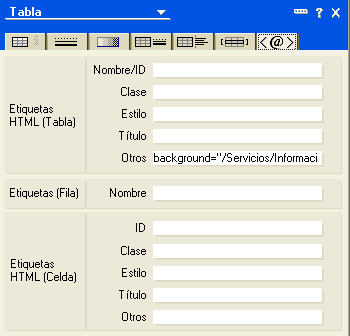 Tabla
? X
<@>
Nombre/ID
Clase
Etiquetas
HTML (Tabla)
Estilo
Título
Otros background="/Servicios/Informaci
Etiquetas (Fila) Nombre
ID
Clase
Etiquetas
HTML (Celda)
Estilo
Título
Otros